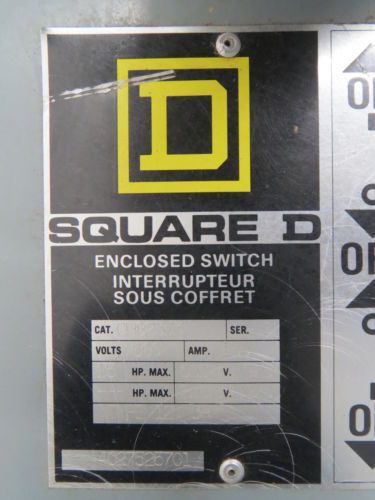 D
SQUARE D
ENCLOSED SWITCH
INTERRUPTEUR
SOUS COFFRET
CAT. SER.
VOLTS AMP.
HP. MAX. V.
HP. MAX. V.